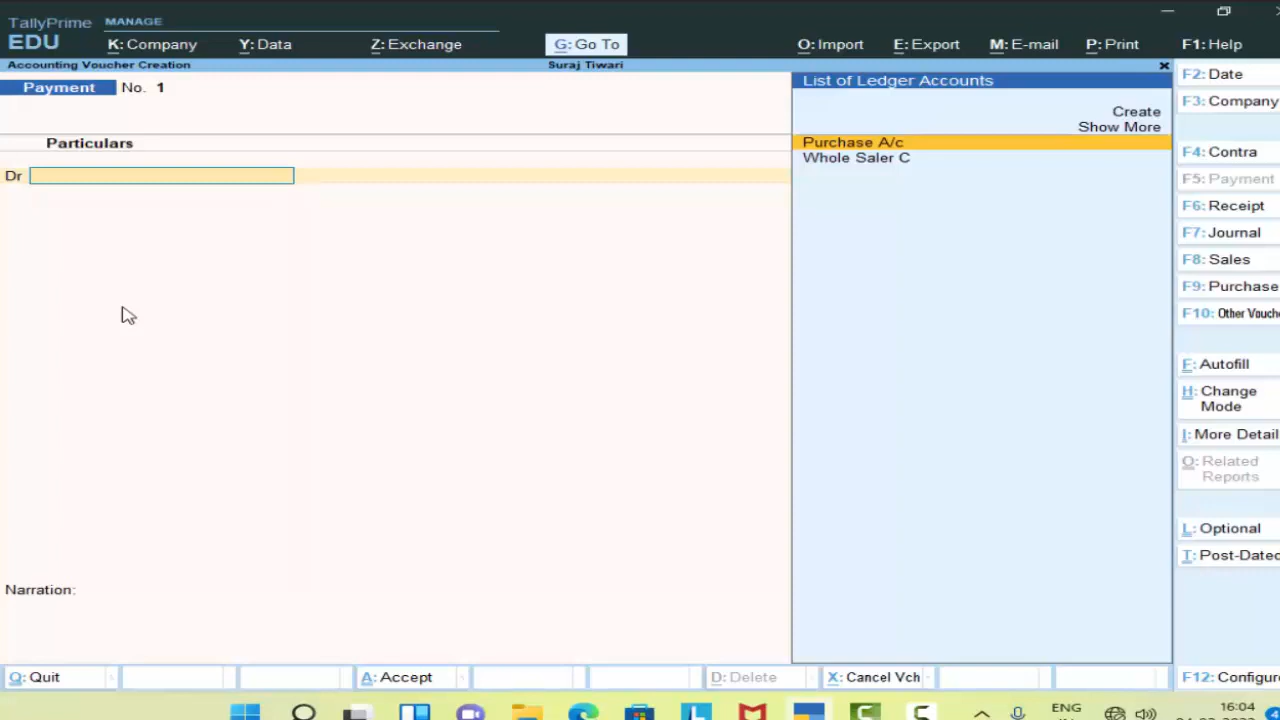 TallyPrime MANAGE
EDU K: Company Y: Data Z: Exchange G: Go To O: Import E: Export M: E-mail P: Print F1: Help
Accounting Voucher Creation Suraj Tiwari
Payment No. 1
Particulars
Dr
Narration:
List of Ledger Accounts
Create
Show More
Purchase A/c
Whole Saler C
F2: Date
F3: Company
F4: Contra
F5: Payment
F6: Receipt
F7: Journal
F8: Sales
F9: Purchase
F10: Other Vouche
F: Autofill
H: Change
Mode
I: More Detail
O: Related
Reports
L: Optional
T: Post-Dated
Q: Quit A: Accept D: Delete X: Cancel Vch F12: Configure
ENG 16:04